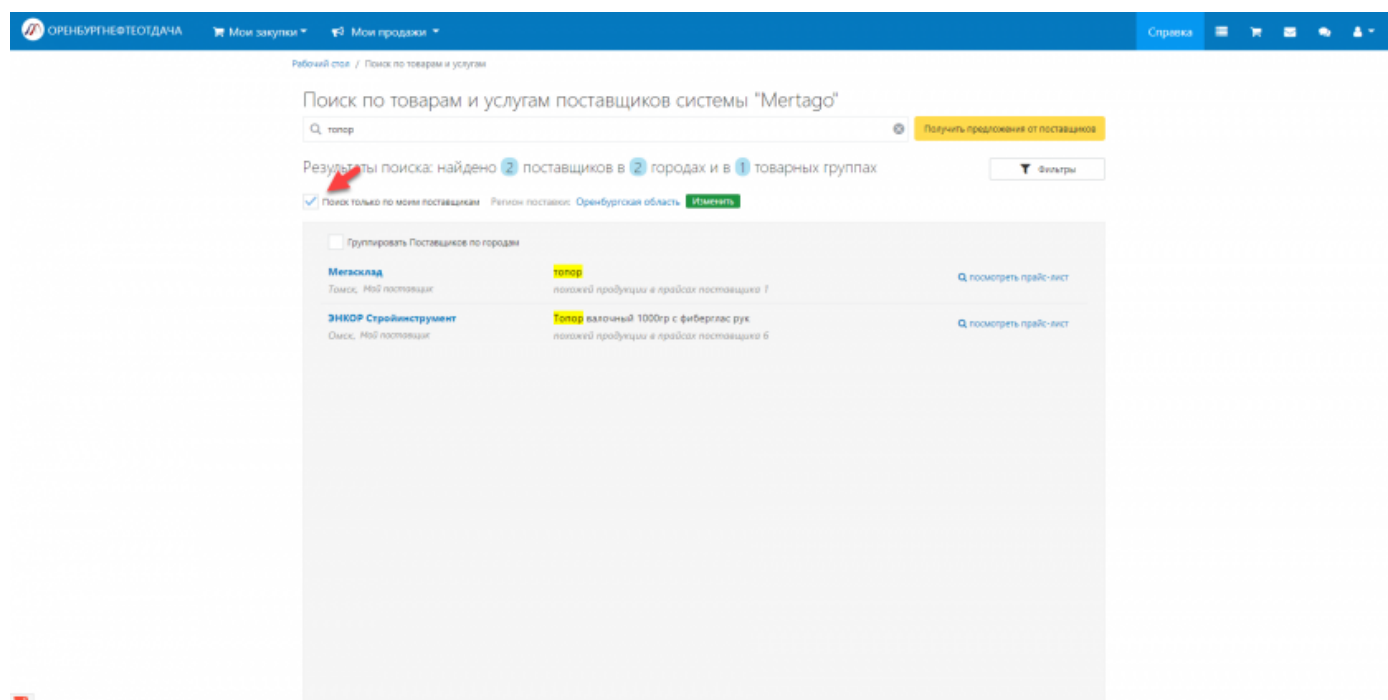 ОРЕНБУРГНЕФТЕОТДАЧА Мои закупки Мои продажи Справка
Рабочий стол / Поиск по товарам и услугам
Поиск по товарам и услугам поставщиков системы "Mertago"
топор Получить предложения от поставщиков
Результаты поиска: найдено 2 поставщиков в 2 городах и в 1 товарных группах Фильтры
Поиск только по моим поставщикам Регион поставки: Оренбургская область Изменить
Группировать Поставщиков по городам
Мегасклад топор посмотреть прайс-лист
Томск, Мой поставщик похожей продукции в прайсах поставщика 1
ЭНКОР Стройинструмент Топор валочный 1000гр с фиберглас рук посмотреть прайс-лист
Омск, Мой поставщик похожей продукции в прайсах поставщика 6